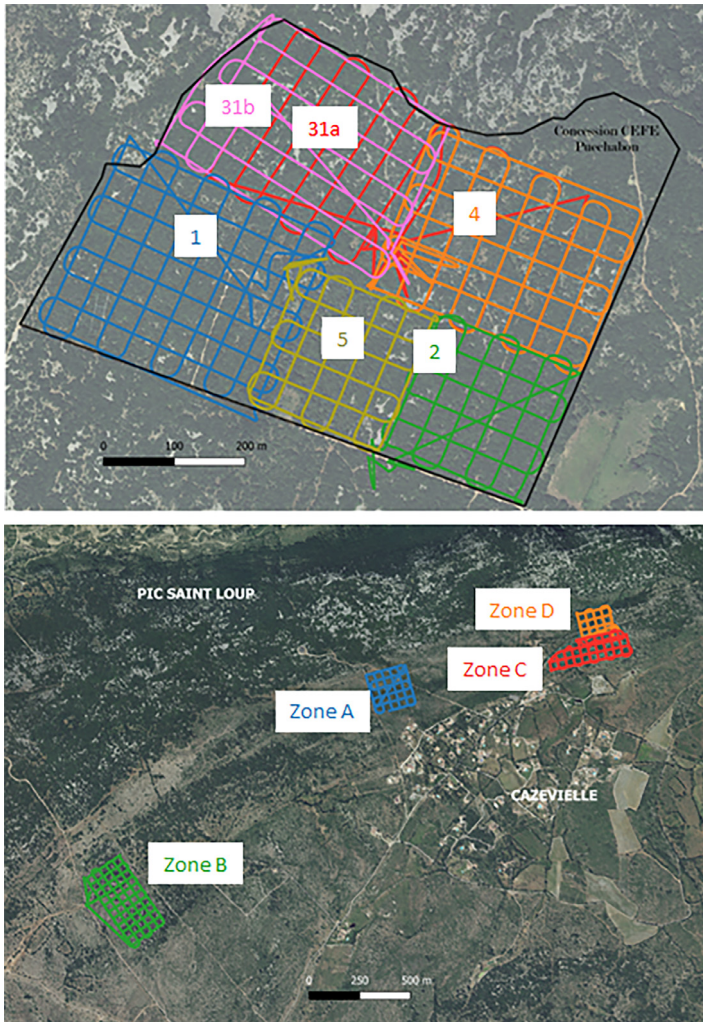 31b
31a
Concession CEFE
Puechabon
4
1
5
2
0 100 200 m
PIC SAINT LOUP
Zone D
Zone C
Zone A
CAZEVIELLE
Zone B
0 250 500 m